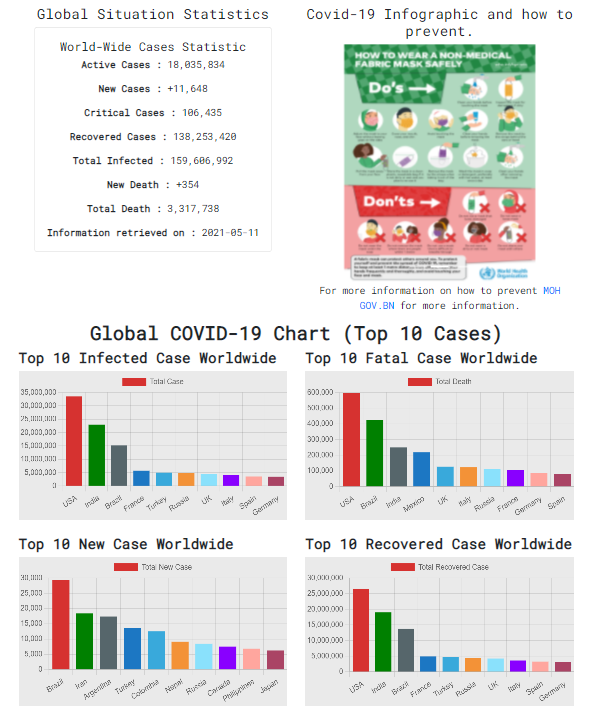 Global Situation Statistics
World-Wide Cases Statistic
Active Cases : 18,035,834
New Cases : +11,648
Critical Cases : 106,435
Recovered Cases : 138,253,420
Total Infected : 159,606,992
New Death : +354
Total Death : 3,317,738
Information retrieved on : 2021-05-11
Covid-19 Infographic and how to
prevent.
HOW TO WEAR A NON-MEDICAL
FABRIC MASK SAFELY
Do's
Don'ts
World Health
Organization
For more information on how to prevent MOH
GOV.BN for more information.
Global COVID-19 Chart (Top 10 Cases)
Top 10 Infected Case Worldwide
Total Case
35,000,000
30,000,000
25,000,000
20,000,000
15,000,000
10,000,000
5,000,000
0
USA India Brazil France Turkey Russia UK Italy Spain Germany
Top 10 Fatal Case Worldwide
Total Death
600,000
500,000
400,000
300,000
200,000
100,000
0
USA Brazil India Mexico UK Italy Russia France Germany Spain
Top 10 New Case Worldwide
Total New Case
30,000
25,000
20,000
15,000
10,000
5,000
0
Brazil Iran Argentina Turkey Colombia Nepal Russia Canada Philippines Japan
Top 10 Recovered Case Worldwide
Total Recovered Case
30,000,000
25,000,000
20,000,000
15,000,000
10,000,000
5,000,000
0
USA India Brazil France Turkey Russia UK Italy Spain Germany